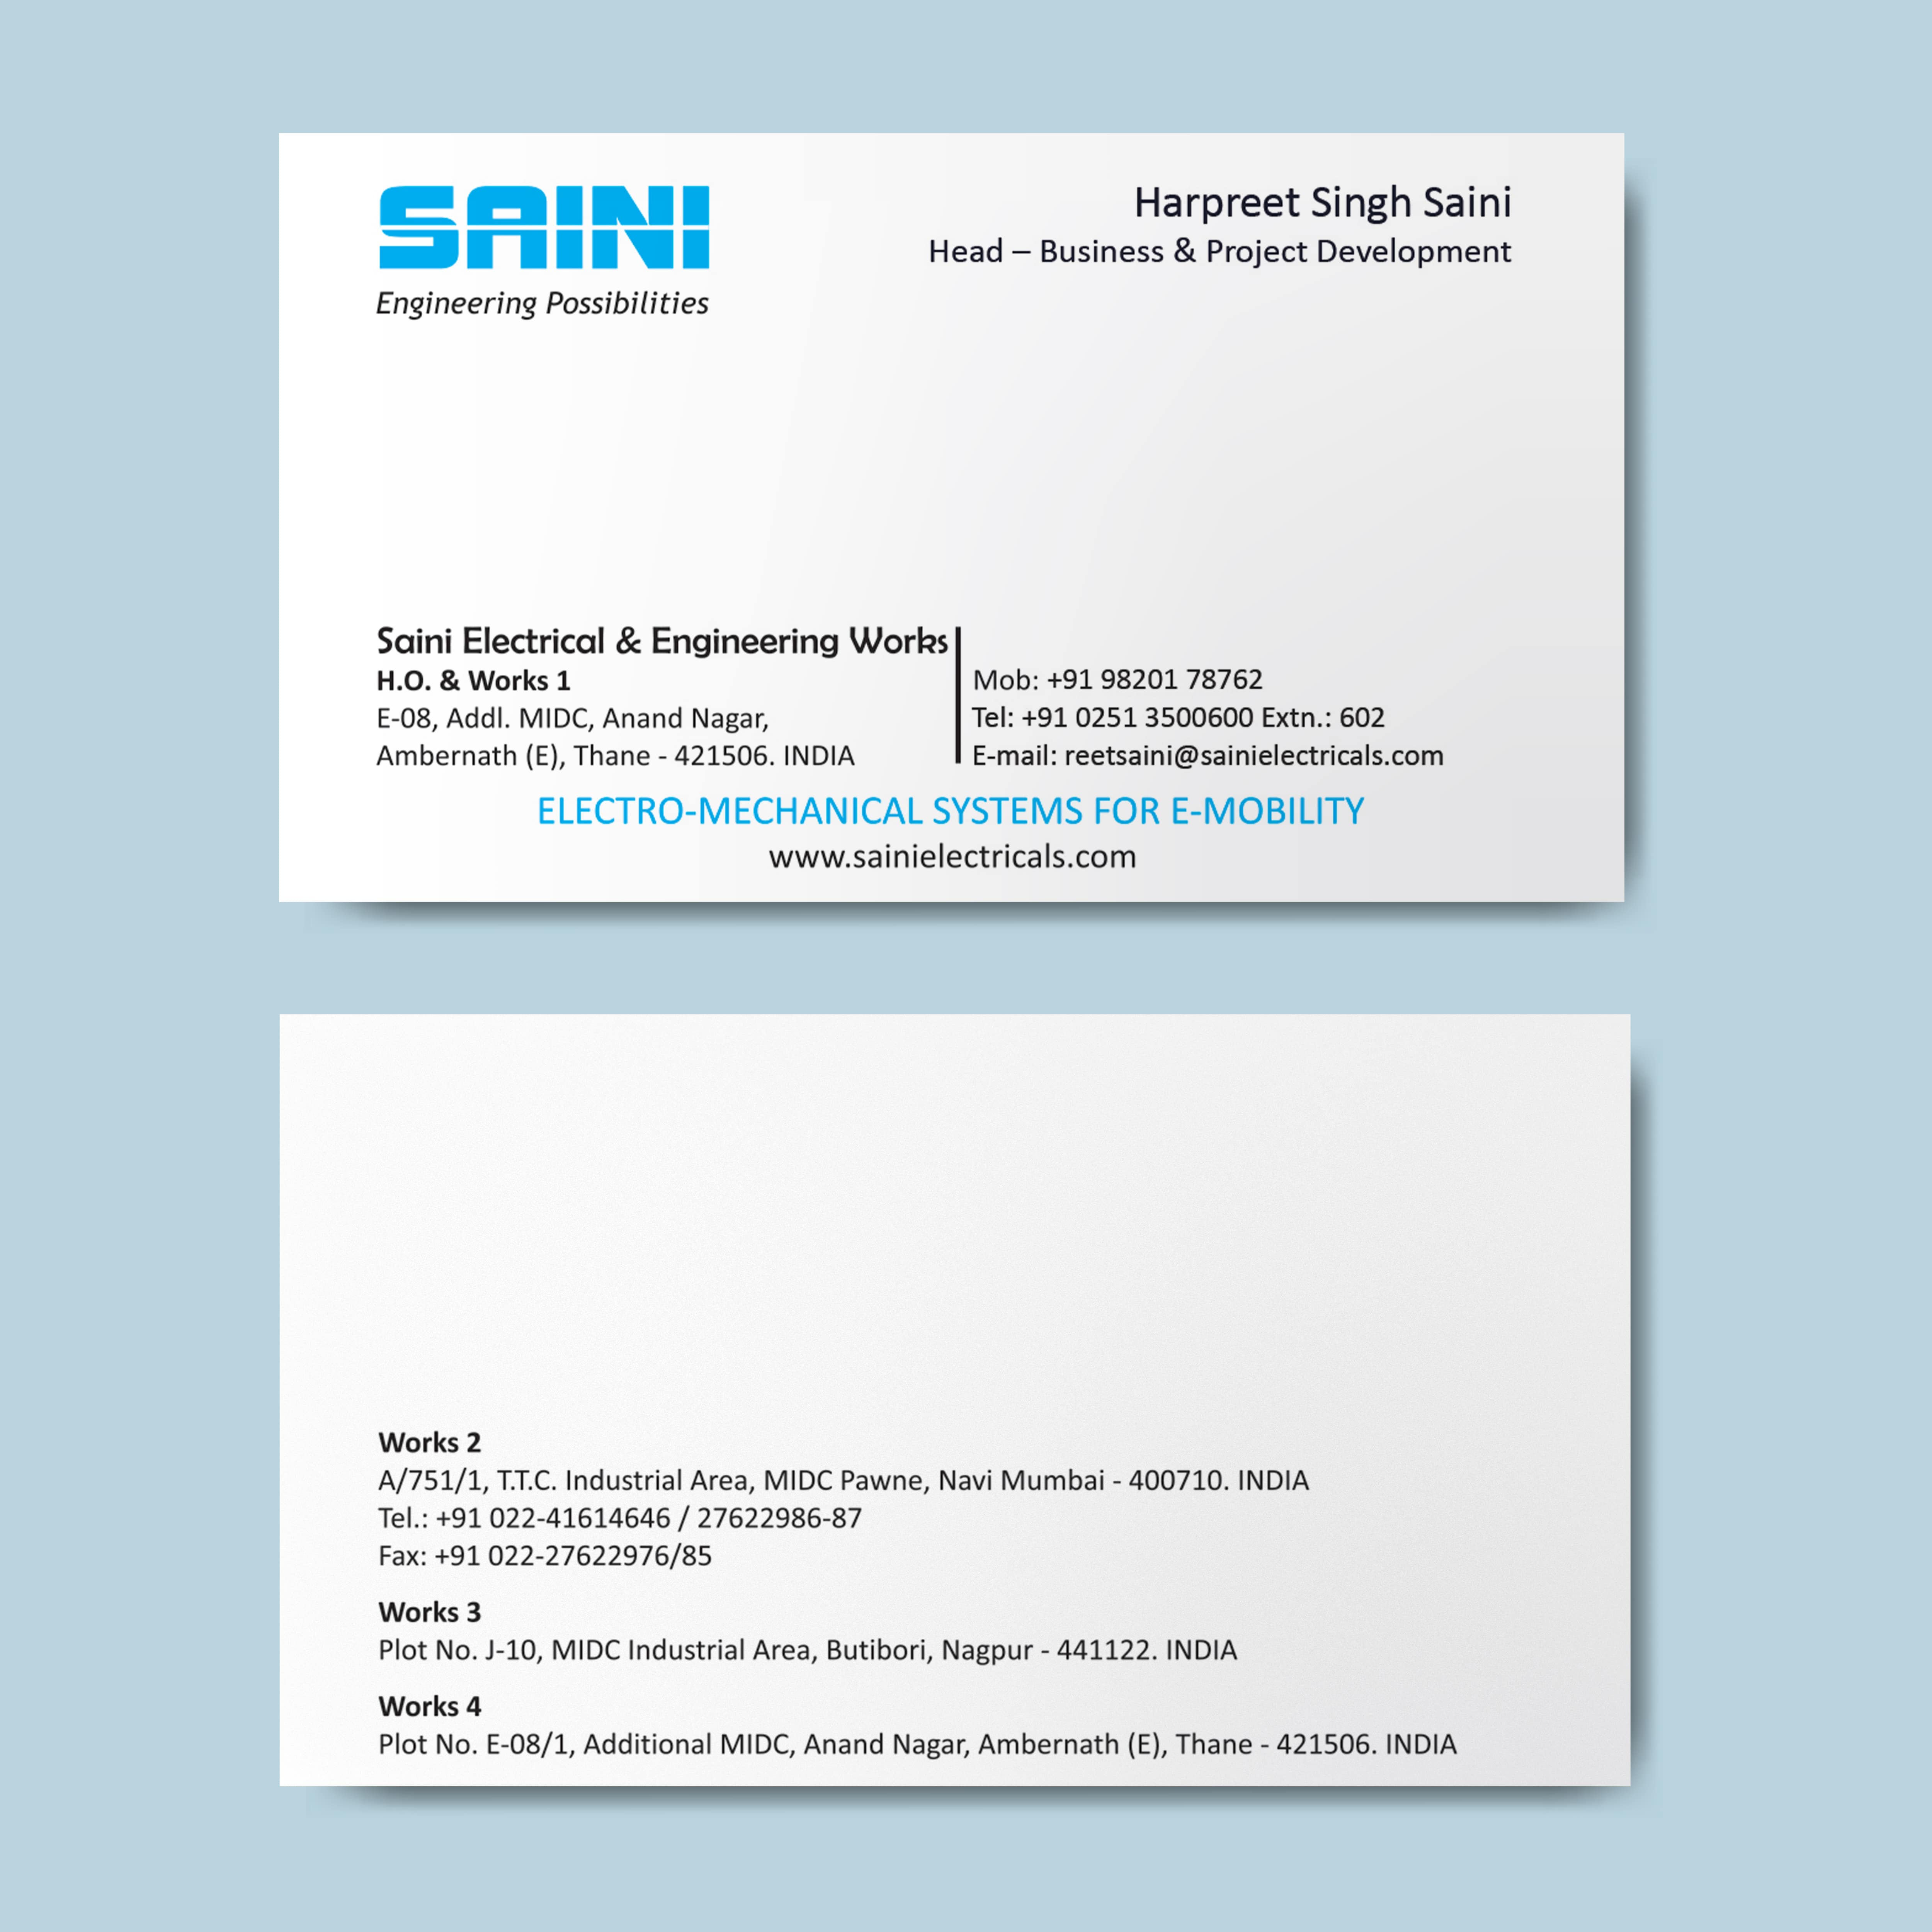 SAINI
Engineering Possibilities
Harpreet Singh Saini
Head – Business & Project Development
Saini Electrical & Engineering Works
H.O. & Works 1
E-08, Addl. MIDC, Anand Nagar,
Ambernath (E), Thane - 421506. INDIA
Mob: +91 98201 78762
Tel: +91 0251 3500600 Extn.: 602
E-mail: reetsaini@sainielectricals.com
ELECTRO-MECHANICAL SYSTEMS FOR E-MOBILITY
www.sainielectricals.com
Works 2
A/751/1, T.T.C. Industrial Area, MIDC Pawne, Navi Mumbai - 400710. INDIA
Tel.: +91 022-41614646 / 27622986-87
Fax: +91 022-27622976/85
Works 3
Plot No. J-10, MIDC Industrial Area, Butibori, Nagpur - 441122. INDIA
Works 4
Plot No. E-08/1, Additional MIDC, Anand Nagar, Ambernath (E), Thane - 421506. INDIA